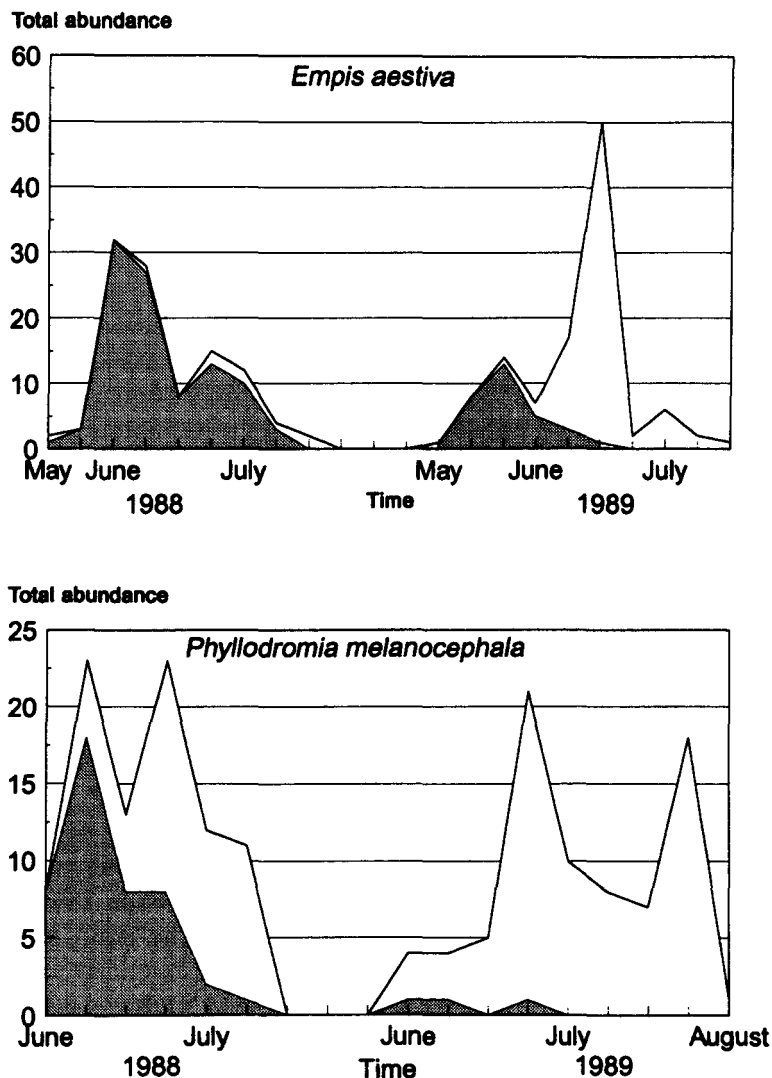 Total abundance
Empis aestiva
60
50
40
30
20
10
0
May June July May June July
1988 Time 1989
Total abundance
Phyllodromia melanocephala
25
20
15
10
5
0
June July June July August
1988 Time 1989